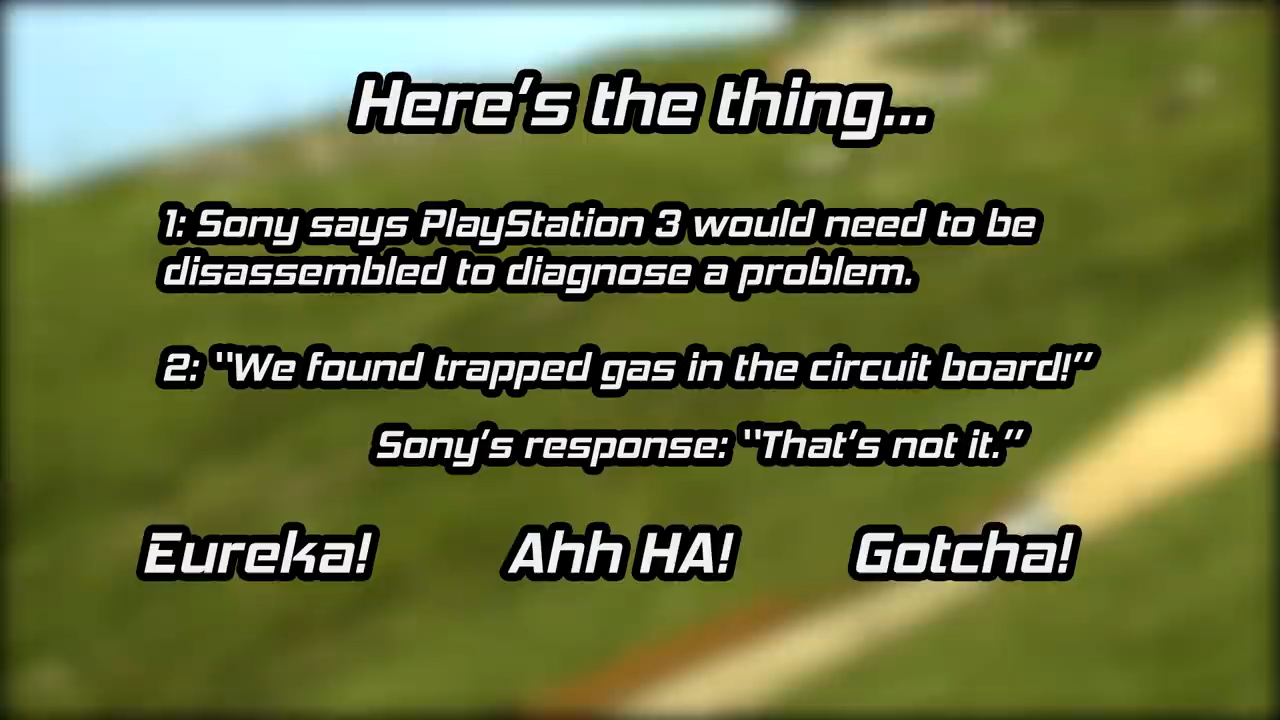 Here's the thing...
1: Sony says PlayStation 3 would need to be
disassembled to diagnose a problem.
2: "We found trapped gas in the circuit board!"
Sony's response: "That's not it."
Eureka! Ahh HA! Gotcha!